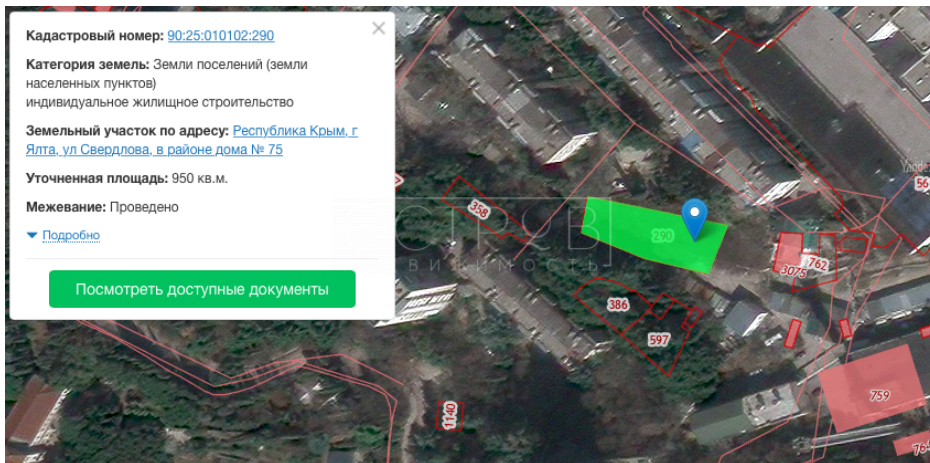 Кадастровый номер: 90:25:010102:290
Категория земель: Земли поселений (земли
населенных пунктов)
индивидуальное жилищное строительство
Земельный участок по адресу: Республика Крым, г
Ялта, ул Свердлова, в районе дома № 75
Уточненная площадь: 950 кв.м.
Межевание: Проведено
Подробно
Посмотреть доступные документы
358
290
386
597
1140
3075
762
759
56